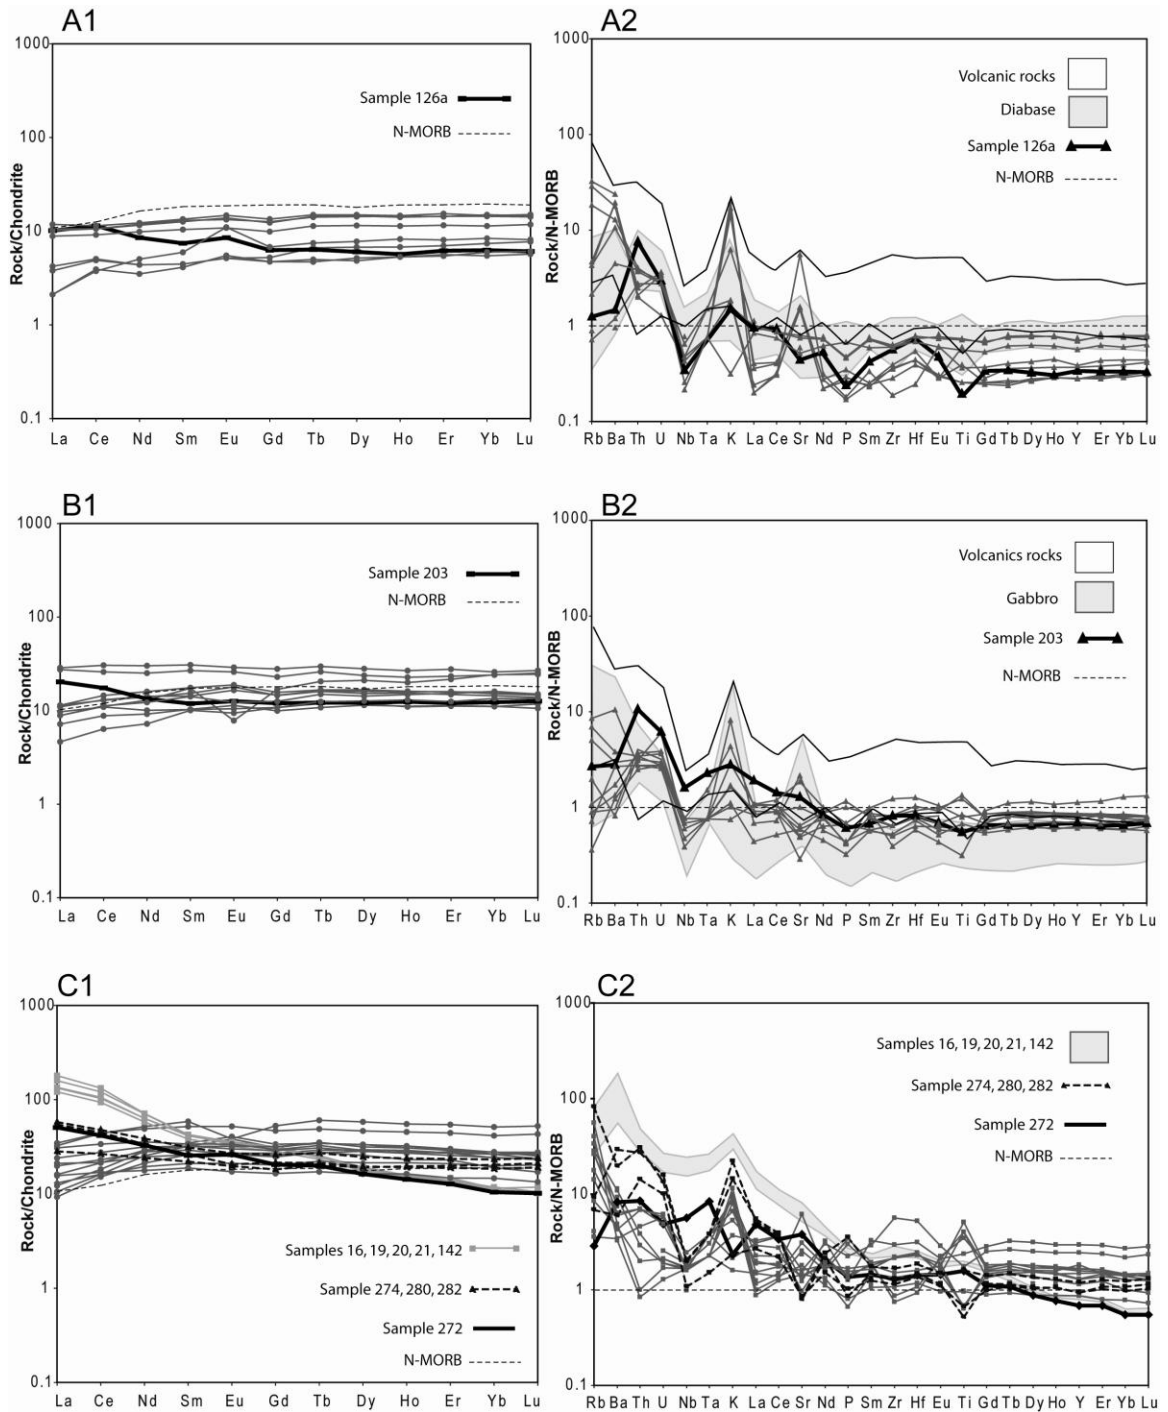 A1
1000
100
10
1
0.1
Rock/Chondrite
Sample 126a
N-MORB
La Ce Nd Sm Eu Gd Tb Dy Ho Er Yb Lu
A2
1000
100
10
1
0.1
Rock/N-MORB
Volcanic rocks
Diabase
Sample 126a
N-MORB
Rb Ba Th U Nb Ta K La Ce Sr Nd P Sm Zr Hf Eu Ti Gd Tb Dy Ho Y Er Yb Lu
B1
1000
100
10
1
0.1
Rock/Chondrite
Sample 203
N-MORB
La Ce Nd Sm Eu Gd Tb Dy Ho Er Yb Lu
B2
1000
100
10
1
0.1
Rock/N-MORB
Volcanics rocks
Gabbro
Sample 203
N-MORB
Rb Ba Th U Nb Ta K La Ce Sr Nd P Sm Zr Hf Eu Ti Gd Tb Dy Ho Y Er Yb Lu
C1
1000
100
10
1
0.1
Rock/Chondrite
Samples 16, 19, 20, 21, 142
Sample 274, 280, 282
Sample 272
N-MORB
La Ce Nd Sm Eu Gd Tb Dy Ho Er Yb Lu
C2
1000
100
10
1
0.1
Rock/N-MORB
Samples 16, 19, 20, 21, 142
Sample 274, 280, 282
Sample 272
N-MORB
Rb Ba Th U Nb Ta K La Ce Sr Nd P Sm Zr Hf Eu Ti Gd Tb Dy Ho Y Er Yb Lu